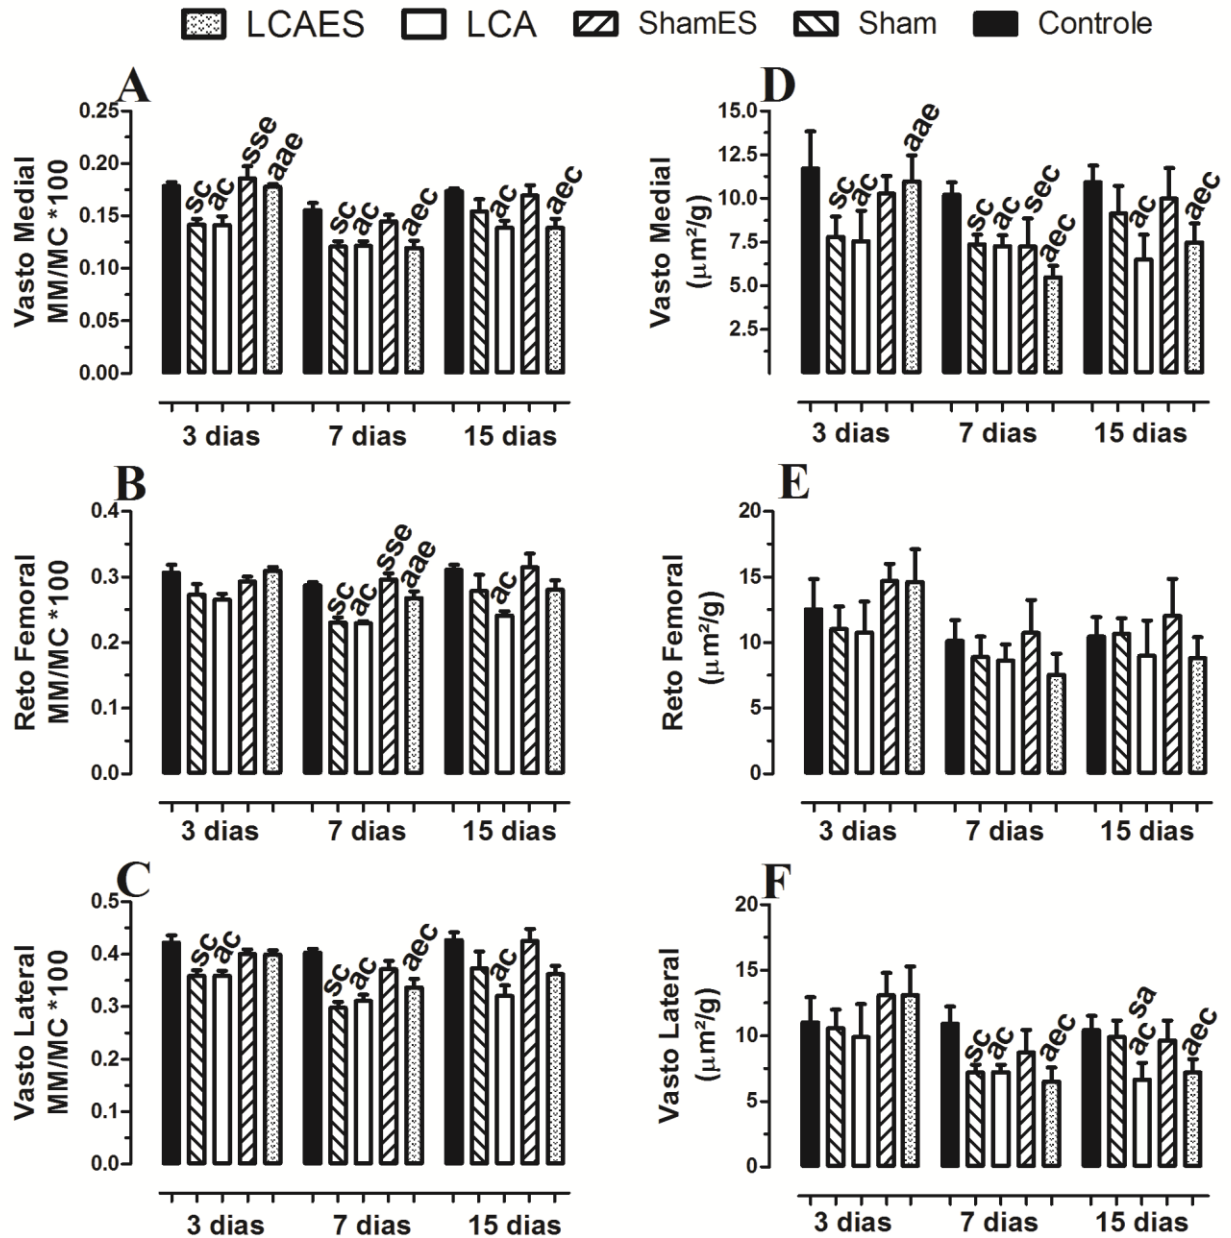 LCAES LCA ShamES Sham Controle
A
Vasto Medial
MM/MC *100
0.25
0.20
0.15
0.10
0.05
0.00
sc ac sse aae
sc ac aec
ac aec
3 dias 7 dias 15 dias
D
Vasto Medial
(µm²/g)
15.0
12.5
10.0
7.5
5.0
2.5
sc ac aae
sc ac sec aec
ac aec
3 dias 7 dias 15 dias
B
Reto Femoral
MM/MC *100
0.4
0.3
0.2
0.1
0.0
sc ac sse aae
ac
3 dias 7 dias 15 dias
E
Reto Femoral
(µm²/g)
20
15
10
5
0
3 dias 7 dias 15 dias
C
Vasto Lateral
MM/MC *100
0.5
0.4
0.3
0.2
0.1
0.0
sc ac
sc ac aec
ac
3 dias 7 dias 15 dias
F
Vasto Lateral
(µm²/g)
20
15
10
5
0
sc ac aec
sa
ac aec
3 dias 7 dias 15 dias